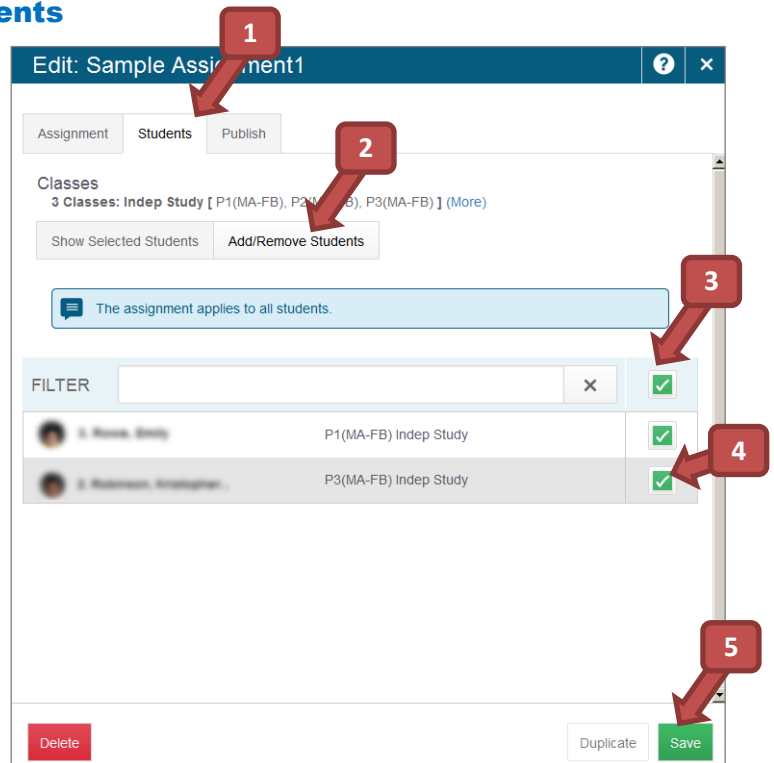 ents
1
Edit: Sample Assignment1 ? ×
Assignment Students Publish
2
Classes
3 Classes: Indep Study [ P1(MA-FB), P2(MA-FB), P3(MA-FB) ] (More)
Show Selected Students Add/Remove Students
3
The assignment applies to all students.
FILTER ×
P1(MA-FB) Indep Study
4
P3(MA-FB) Indep Study
5
Delete Duplicate Save